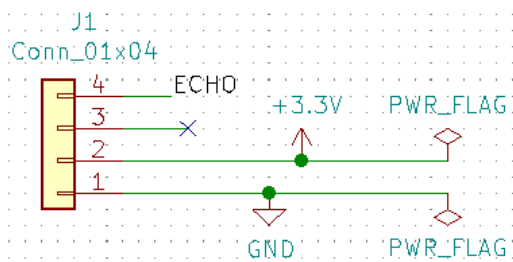 J1
Conn_01x04
4
ECHO
3
+3.3V
PWR_FLAG
2
1
GND
PWR_FLAG